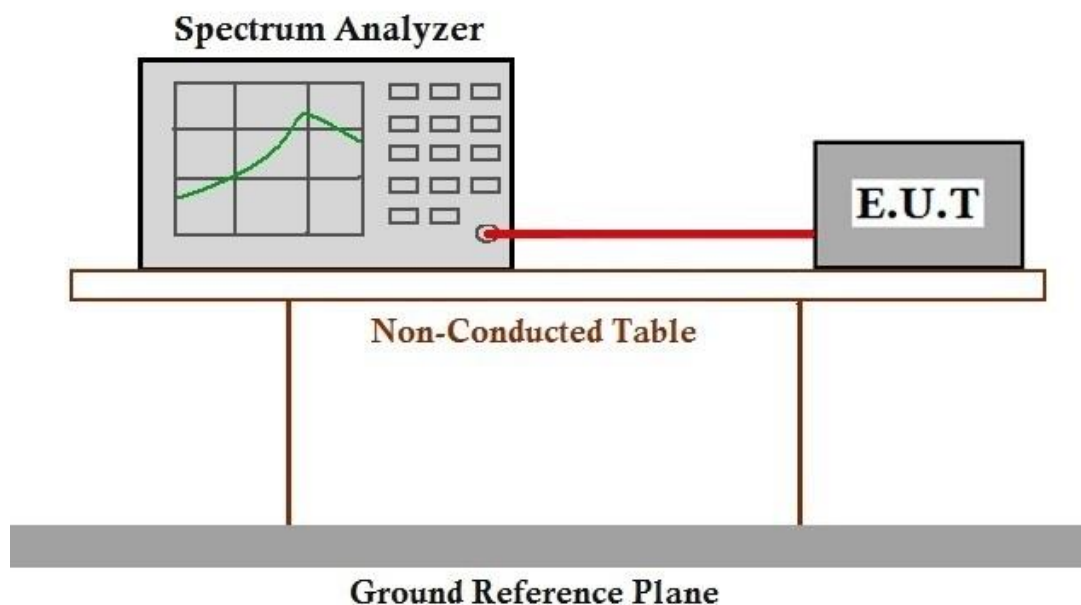 Spectrum Analyzer
E.U.T
Non-Conducted Table
Ground Reference Plane